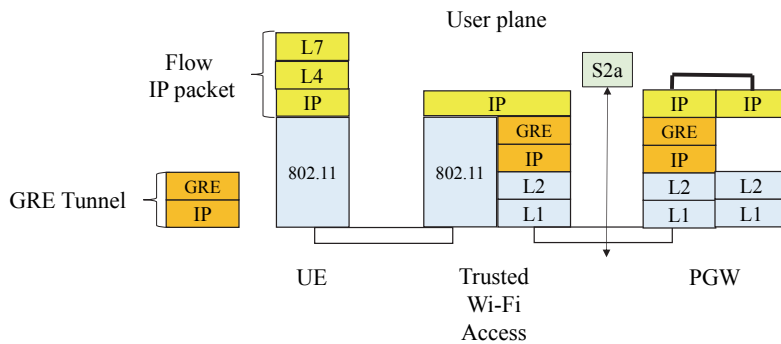 User plane
L7
Flow
IP packet
L4
IP
S2a
IP
IP
IP
802.11
802.11
GRE
IP
L2
L1
GRE
IP
L2
L1
L2
L1
GRE Tunnel
GRE
IP
UE
Trusted
Wi-Fi
Access
PGW